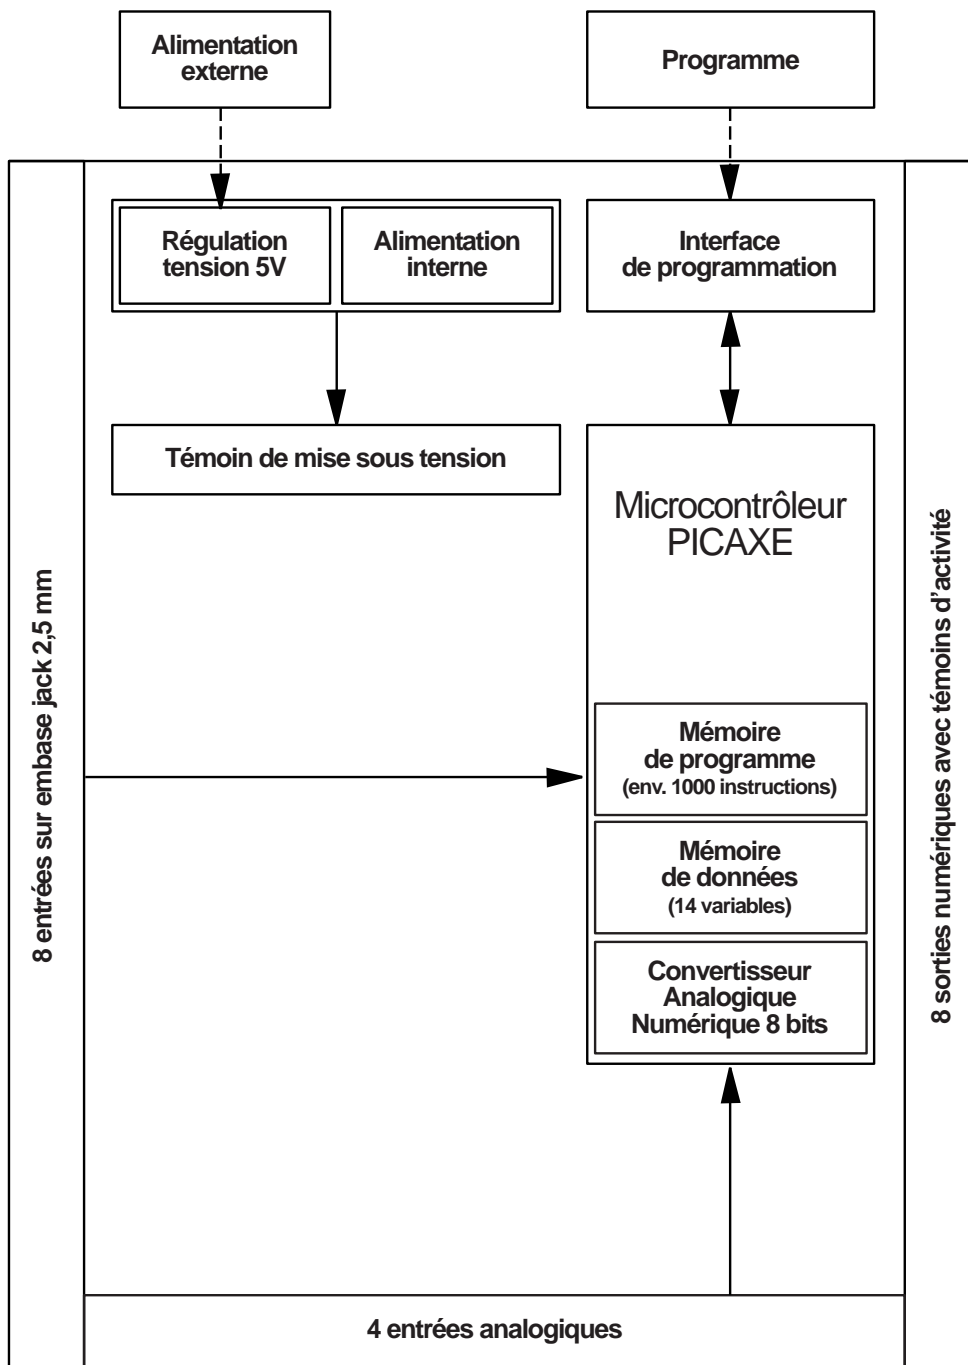 Alimentation
externe
Programme
Régulation
tension 5V
Alimentation
interne
Interface
de programmation
Témoin de mise sous tension
Microcontrôleur
PICAXE
8 entrées sur embase jack 2,5 mm
8 sorties numériques avec témoins d’activité
Mémoire
de programme
(env. 1000 instructions)
Mémoire
de données
(14 variables)
Convertisseur
Analogique
Numérique 8 bits
4 entrées analogiques